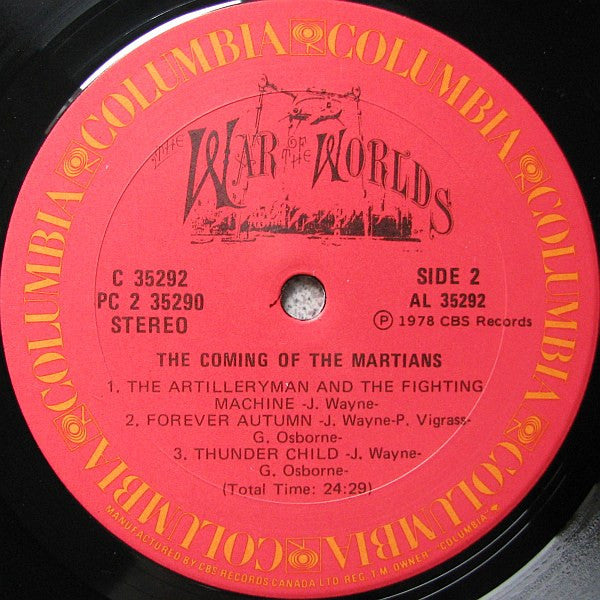 COLUMBIA COLUMBIA COLUMBIA COLUMBIA COLUMBIA COLUMBIA COLUMBIA COLUMBIA
THE WAR OF THE WORLDS
C 35292
PC 2 35290
STEREO
SIDE 2
AL 35292
Ⓟ 1978 CBS Records
THE COMING OF THE MARTIANS
1. THE ARTILLERYMAN AND THE FIGHTING
MACHINE -J. Wayne-
2. FOREVER AUTUMN -J. Wayne-P. Vigrass-
G. Osborne-
3. THUNDER CHILD -J. Wayne-
G. Osborne-
(Total Time: 24:29)
MANUFACTURED BY CBS RECORDS CANADA LTD REG. T.M. OWNER "COLUMBIA"